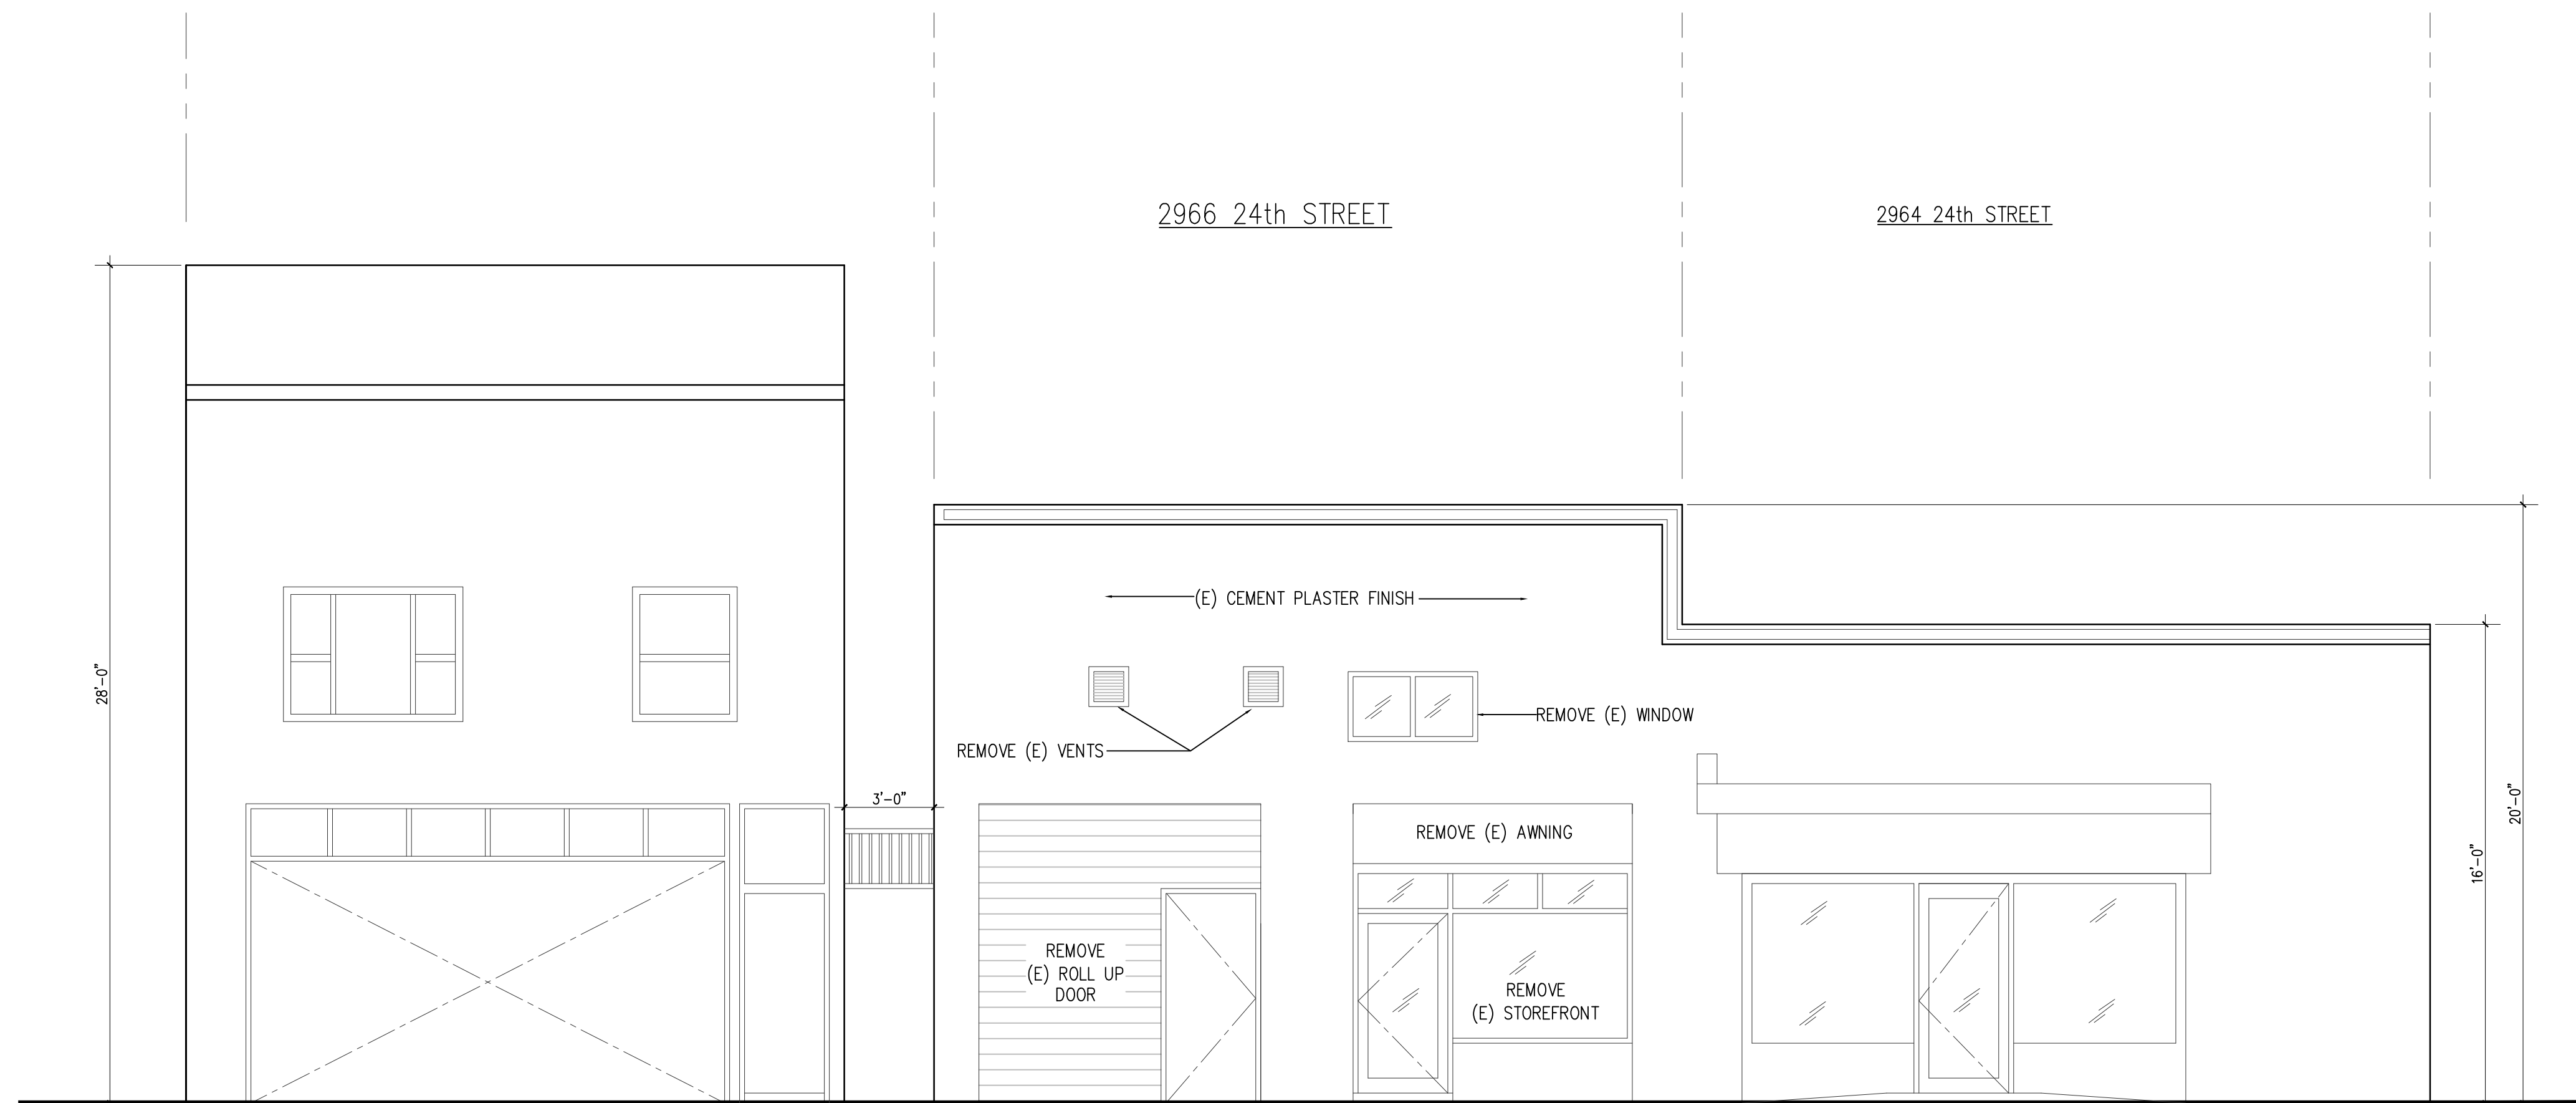 2966 24th STREET
2964 24th STREET
(E) CEMENT PLASTER FINISH
28'-0"
REMOVE (E) WINDOW
REMOVE (E) VENTS
3'-0"
20'-0"
REMOVE (E) AWNING
16'-0"
REMOVE
(E) ROLL UP
DOOR
REMOVE
(E) STOREFRONT